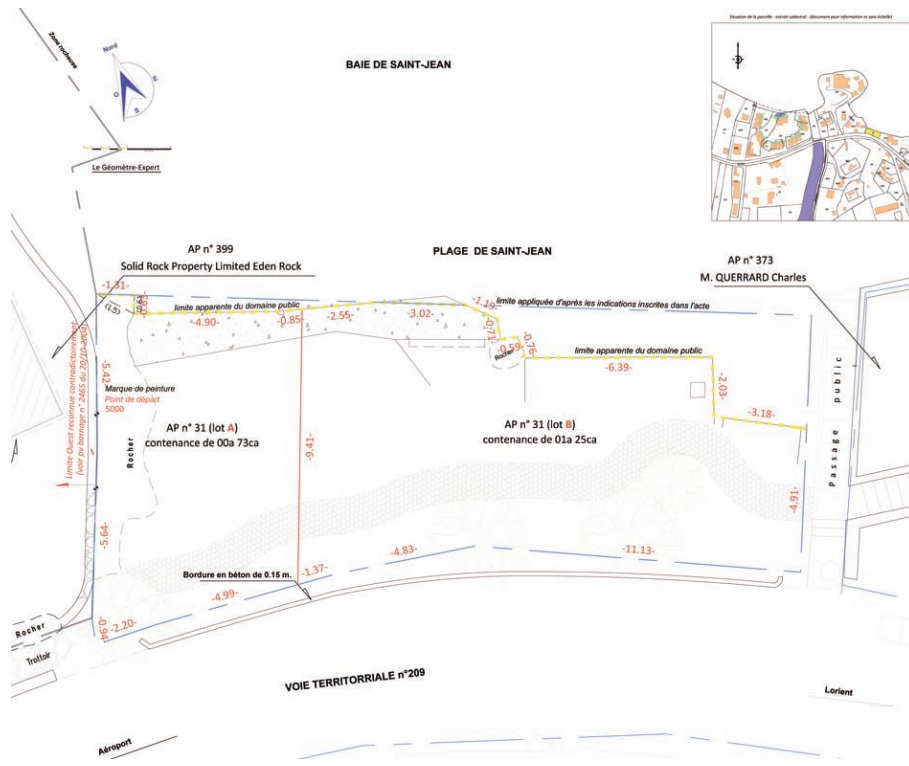 Situation de la parcelle - extrait cadastral - (document pour information et sans échelle)
Zone rocheuse
Nord
E
S
O
BAIE DE SAINT-JEAN
Le Géomètre-Expert
AP n° 399
Solid Rock Property Limited Eden Rock
PLAGE DE SAINT-JEAN
AP n° 373
M. QUERRARD Charles
-1.31-
-0.63-
(1.5)
limite apparente du domaine public
limite appliquée d'après les indications inscrites dans l'acte
-4.90-
-0.85-
-2.55-
-3.02-
-1.19-
-0.71-
-0.59-
-0.76-
Rocher
limite apparente du domaine public
-6.39-
-2.03-
-3.18-
-5.42-
Marque de peinture
Point de départ
5000
Limite Ouest reconnue contradictoirement
(voir pv bornage n° 2465 du 20/10/2004)
Rocher
AP n° 31 (lot A)
contenance de 00a 73ca
-9.41-
AP n° 31 (lot B)
contenance de 01a 25ca
Passage public
-4.91-
-5.64-
-4.83-
-11.13-
-1.37-
Bordure en béton de 0.15 m.
-4.99-
-2.20-
-0.94-
Rocher
Trottoir
VOIE TERRITORRIALE n°209
Lorient
Aéroport